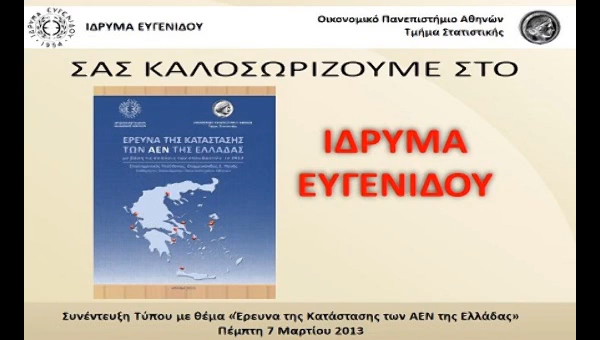 ΙΔΡΥΜΑ ΕΥΓΕΝΙΔΟΥ
Οικονομικό Πανεπιστήμιο Αθηνών
Τμήμα Στατιστικής
ΣΑΣ ΚΑΛΟΣΩΡΙΖΟΥΜΕ ΣΤΟ
ΕΡΕΥΝΑ ΤΗΣ ΚΑΤΑΣΤΑΣΗΣ
ΤΩΝ ΑΕΝ ΤΗΣ ΕΛΛΑΔΑΣ
ΙΔΡΥΜΑ
ΕΥΓΕΝΙΔΟΥ
Συνέντευξη Τύπου με θέμα «Έρευνα της Κατάστασης των ΑΕΝ της Ελλάδας»
Πέμπτη 7 Μαρτίου 2013